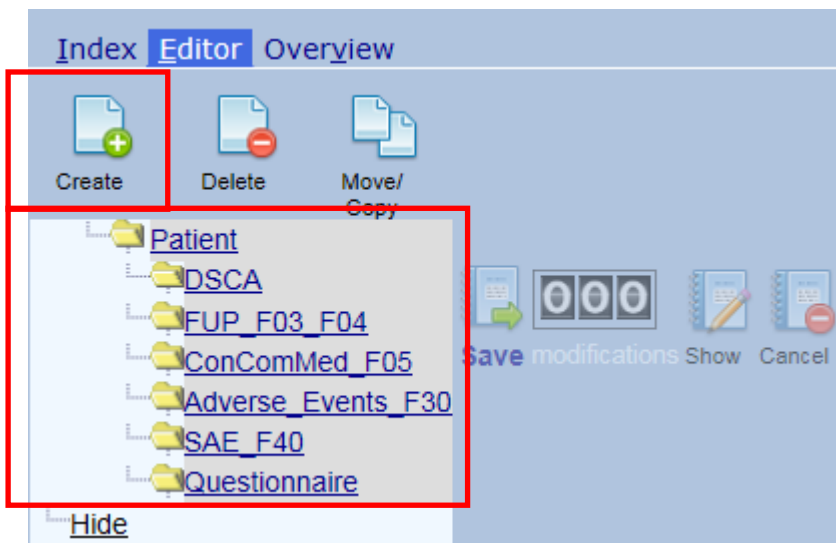 Index Editor Overview
Create Delete Move/
Copy
Patient
DSCA
FUP_F03_F04
ConComMed_F05
Adverse_Events_F30
SAE_F40
Questionnaire
Hide
000
Save modifications Show Cancel